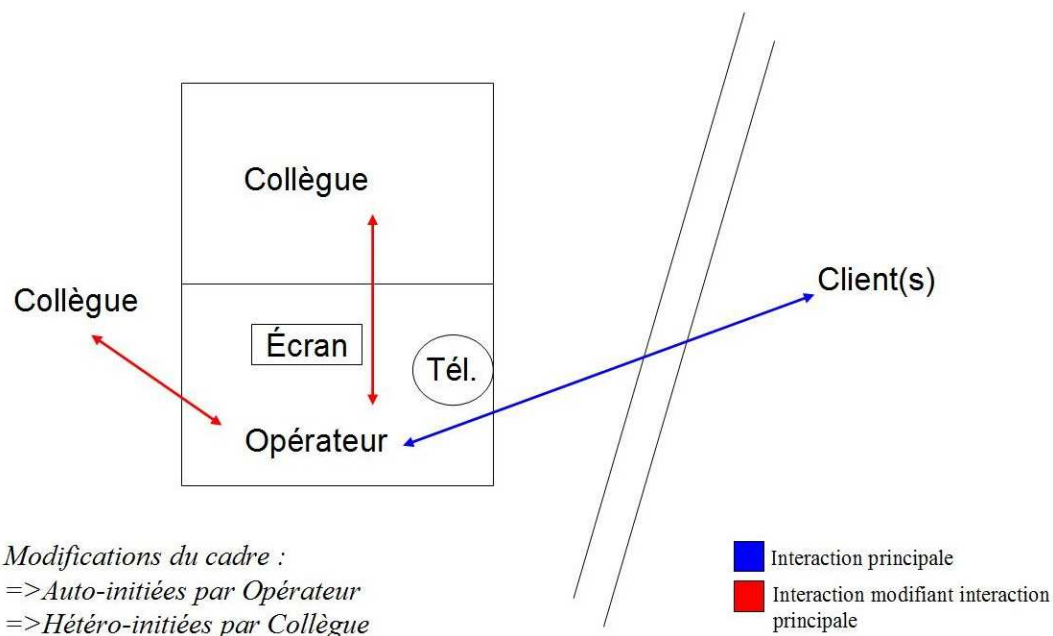 Collègue
Collègue
Client(s)
Écran
Tél.
Opérateur
Modifications du cadre :
=>Auto-initiées par Opérateur
=>Hétéro-initiées par Collègue
Interaction principale
Interaction modifiant interaction
principale